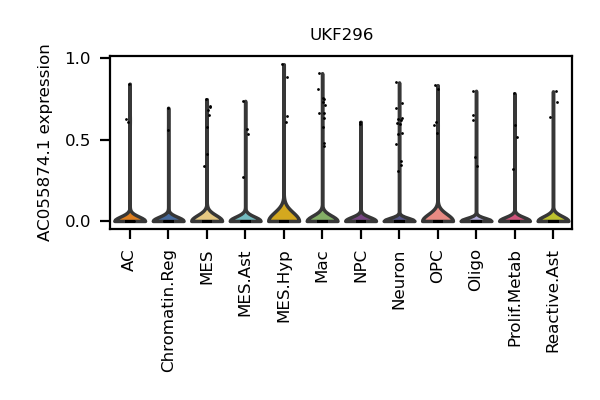 UKF296
AC055874.1 expression
1.0
0.5
0.0
AC
Chromatin.Reg
MES
MES.Ast
MES.Hyp
Mac
NPC
Neuron
OPC
Oligo
Prolif.Metab
Reactive.Ast